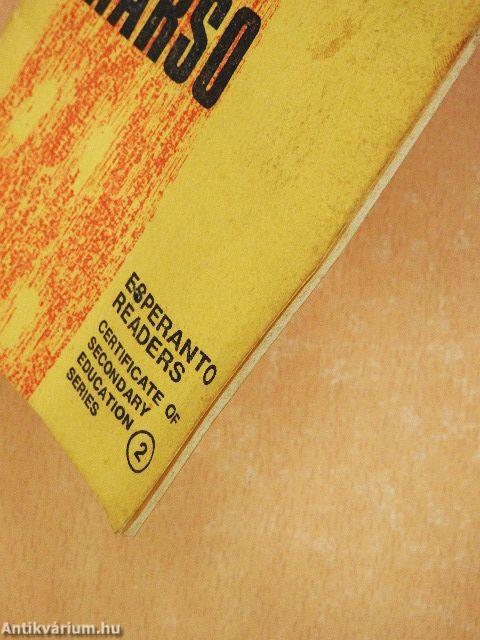 ARSO
ESPERANTO
READERS
CERTIFICATE OF
SECONDARY
EDUCATION
SERIES
2
Antikvárium.hu